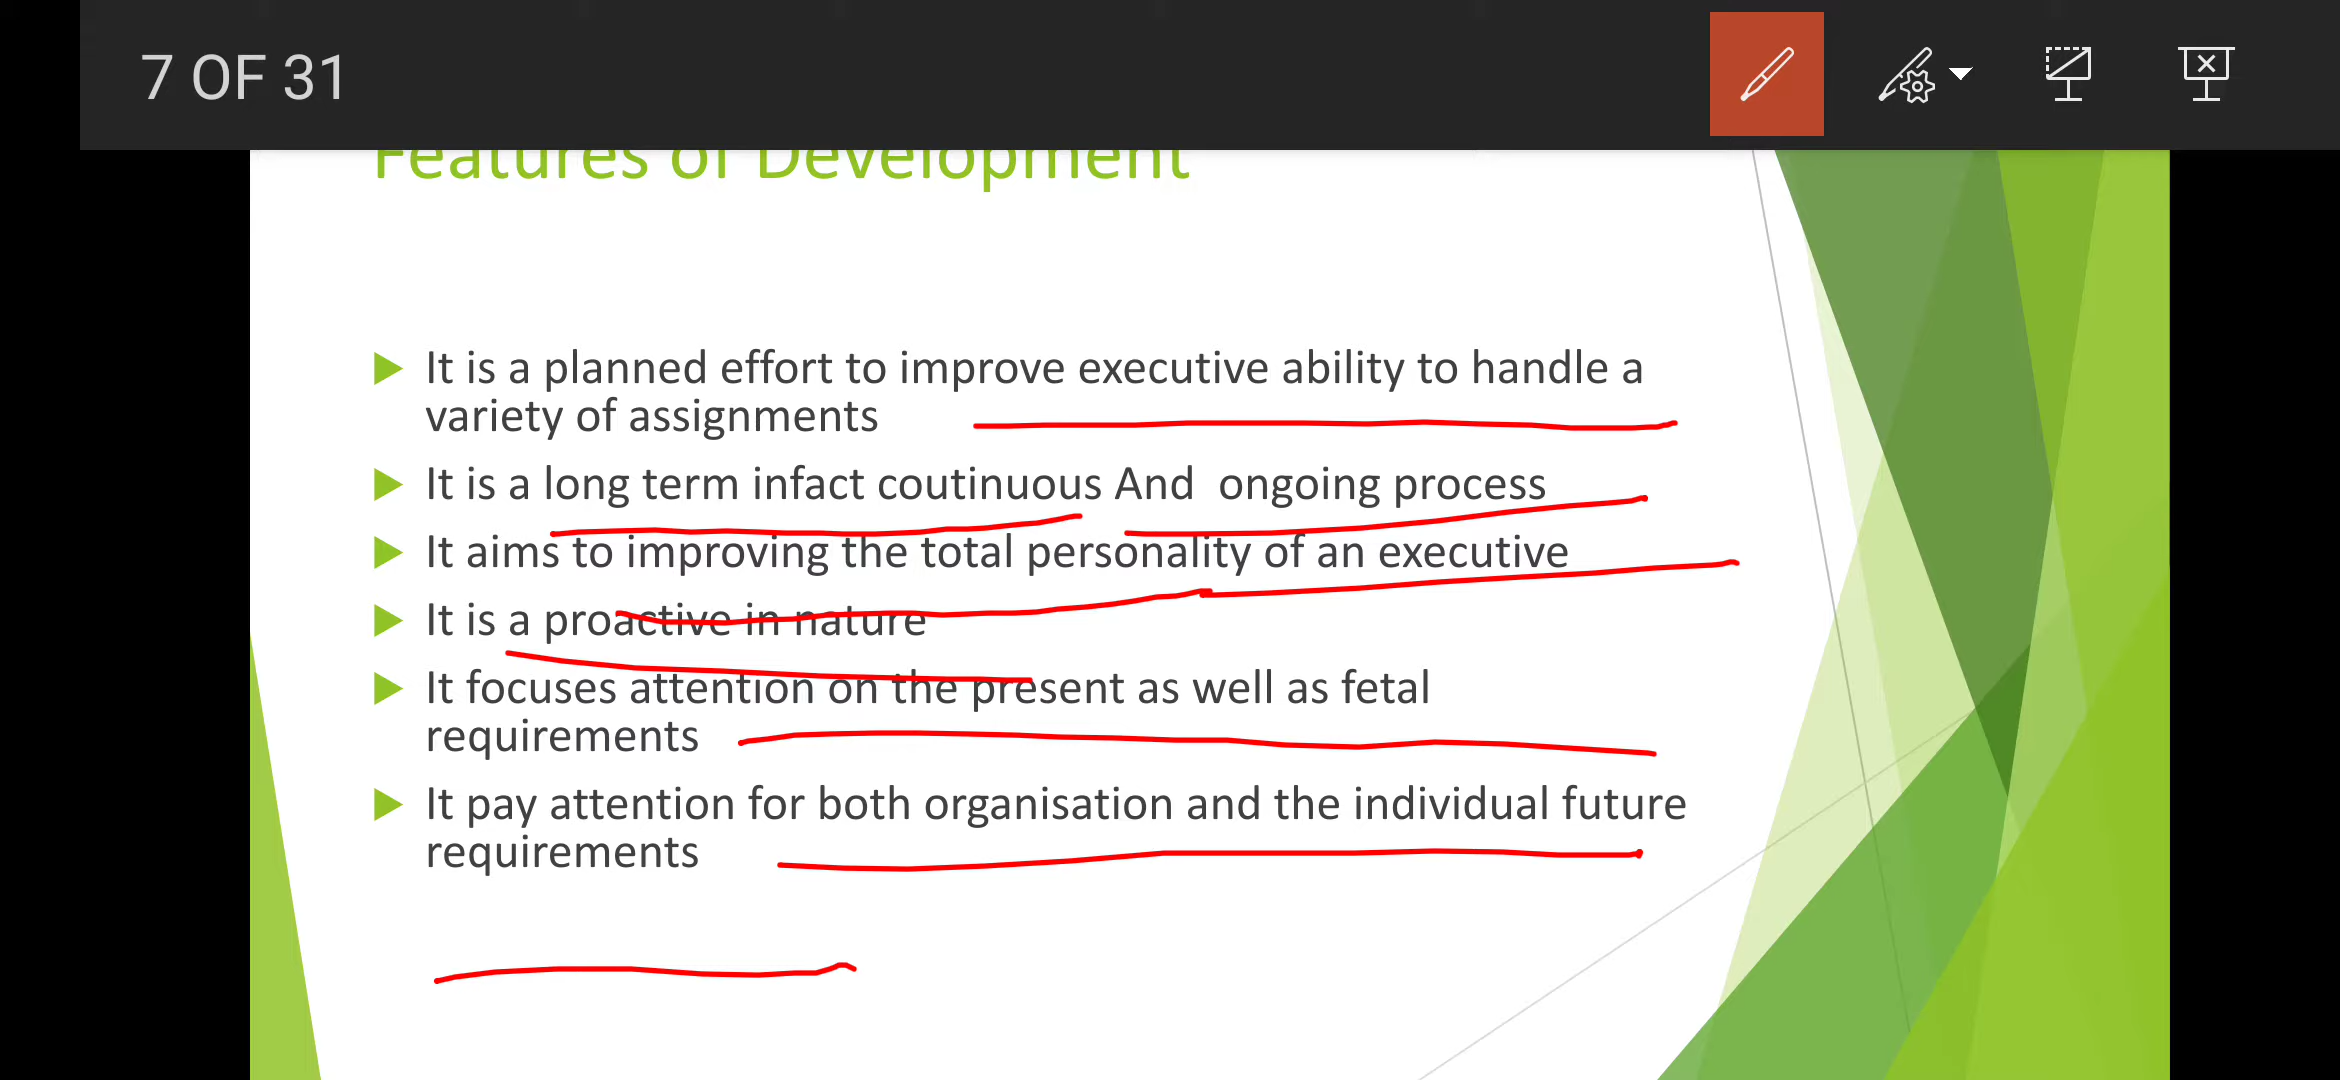 7 OF 31
Features of Development
It is a planned effort to improve executive ability to handle a
variety of assignments
It is a long term infact coutinuous And ongoing process
It aims to improving the total personality of an executive
It is a proactive in nature
It focuses attention on the present as well as fetal
requirements
It pay attention for both organisation and the individual future
requirements